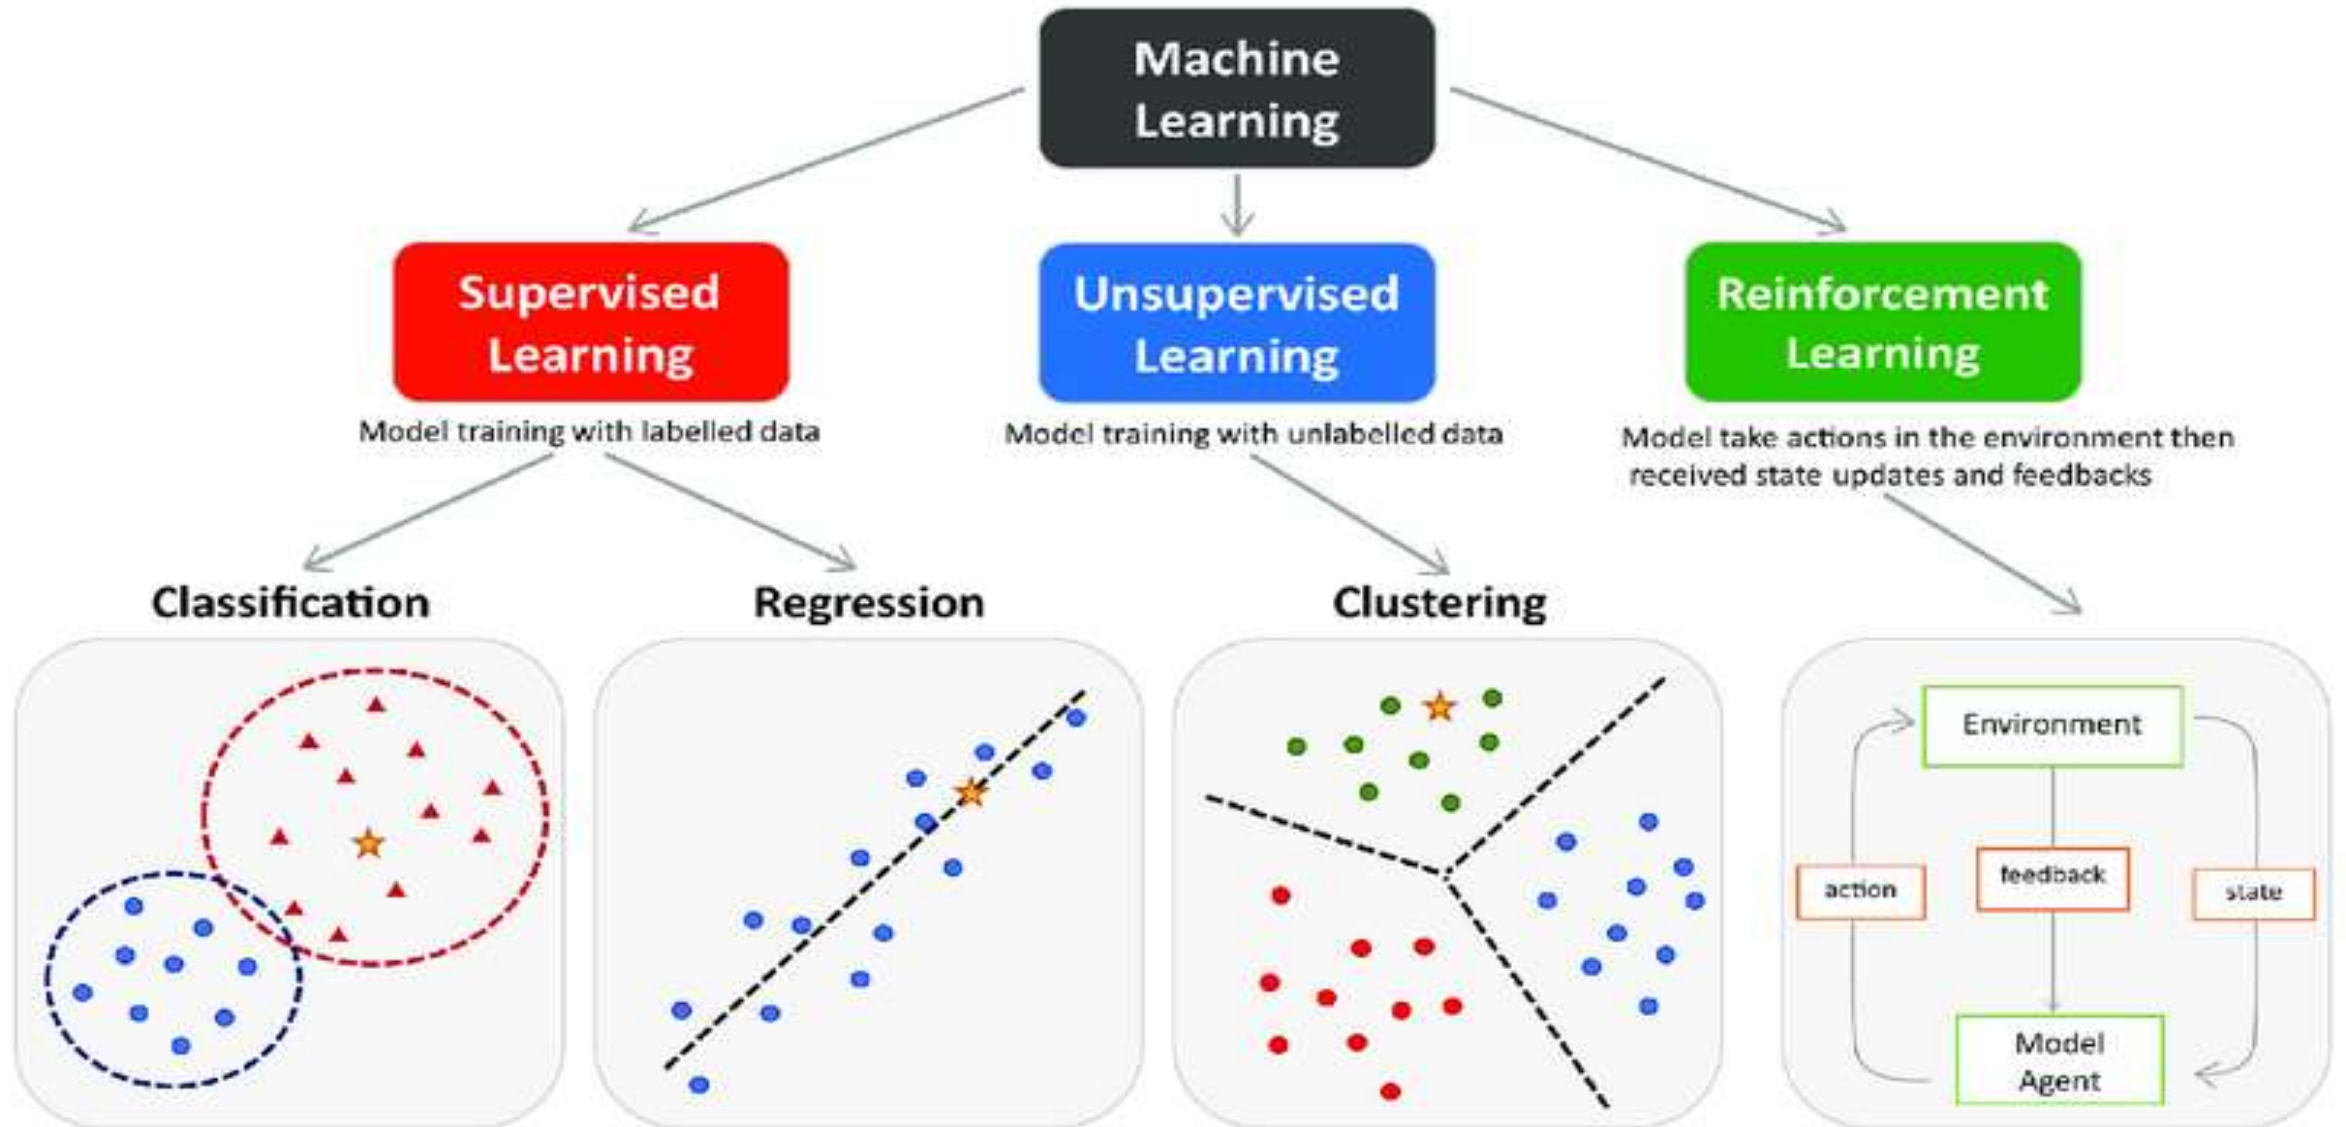 Machine
Learning
Supervised
Learning
Unsupervised
Learning
Reinforcement
Learning
Model training with labelled data
Model training with unlabelled data
Model take actions in the environment then
received state updates and feedbacks
Classification
Regression
Clustering
Environment
action
feedback
state
Model
Agent